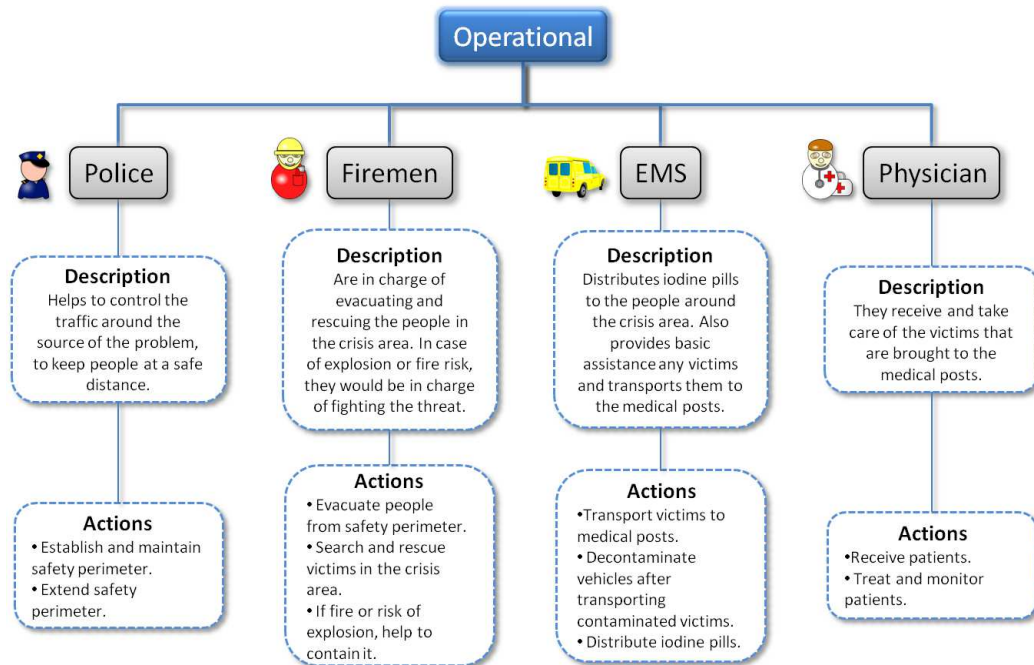 Operational
Police
Firemen
EMS
Physician
Description
Helps to control the
traffic around the
source of the problem,
to keep people at a safe
distance.
Description
Are in charge of
evacuating and
rescuing the people in
the crisis area. In case
of explosion or fire risk,
they would be in charge
of fighting the threat.
Description
Distributes iodine pills
to the people around
the crisis area. Also
provides basic
assistance any victims
and transports them to
the medical posts.
Description
They receive and take
care of the victims that
are brought to the
medical posts.
Actions
• Establish and maintain
safety perimeter.
• Extend safety
perimeter.
Actions
• Evacuate people
from safety perimeter.
• Search and rescue
victims in the crisis
area.
• If fire or risk of
explosion, help to
contain it.
Actions
•Transport victims to
medical posts.
• Decontaminate
vehicles after
transporting
contaminated victims.
• Distribute iodine pills.
Actions
•Receive patients.
• Treat and monitor
patients.